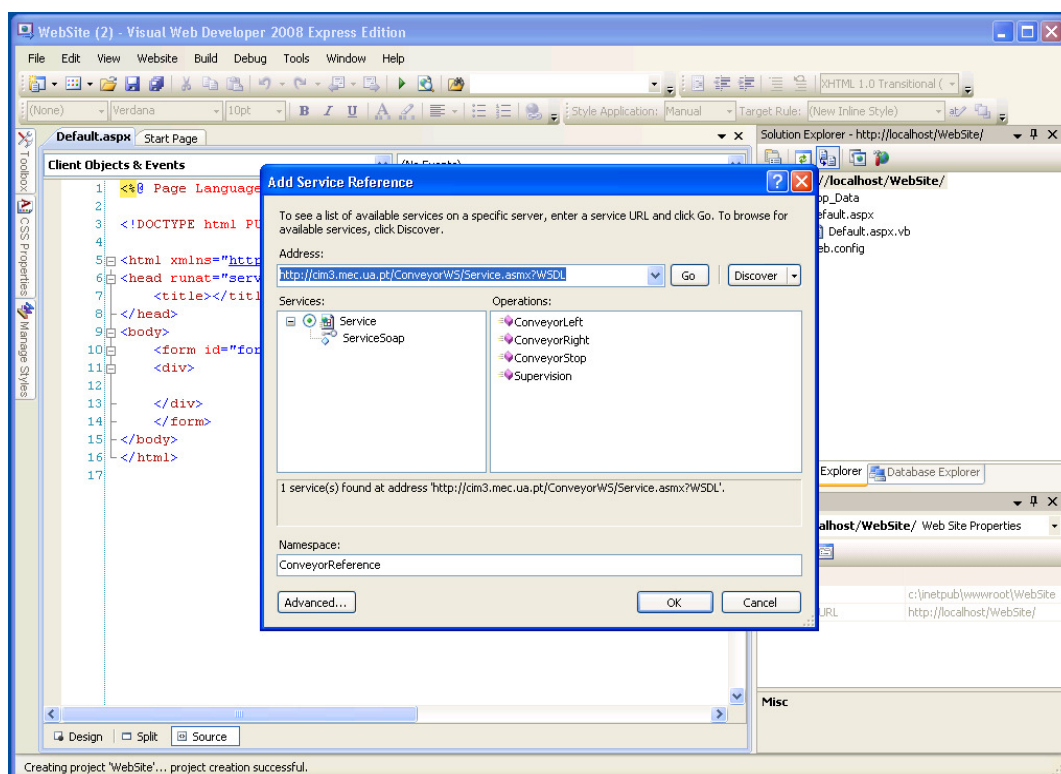 WebSite (2) - Visual Web Developer 2008 Express Edition
File Edit View Website Build Debug Tools Window Help
XHTML 1.0 Transitional (
(None) Verdana 10pt B I U A Style Application: Manual Target Rule: (New Inline Style) ab
Default.aspx Start Page
Solution Explorer - http://localhost/WebSite/
Toolbox
CSS Properties
Manage Styles
Client Objects & Events (No Events)
1 <%@ Page Language
2
3 <!DOCTYPE html PU
4
5 <html xmlns="http
6 <head runat="serv
7 <title></titl
8 </head>
9 <body>
10 <form id="for
11 <div>
12
13 </div>
14 </form>
15 </body>
16 </html>
17
Add Service Reference
To see a list of available services on a specific server, enter a service URL and click Go. To browse for
available services, click Discover.
Address:
http://cim3.mec.ua.pt/ConveyorWS/Service.asmx?WSDL Go Discover
Services: Operations:
Service
ServiceSoap
ConveyorLeft
ConveyorRight
ConveyorStop
Supervision
1 service(s) found at address 'http://cim3.mec.ua.pt/ConveyorWS/Service.asmx?WSDL'.
Namespace:
ConveyorReference
Advanced... OK Cancel
//localhost/WebSite/
pp_Data
efault.aspx
Default.aspx.vb
eb.config
Explorer Database Explorer
alhost/WebSite/ Web Site Properties
c:\inetpub\wwwroot\WebSite
URL http://localhost/WebSite/
Misc
Design Split Source
Creating project 'WebSite'... project creation successful.